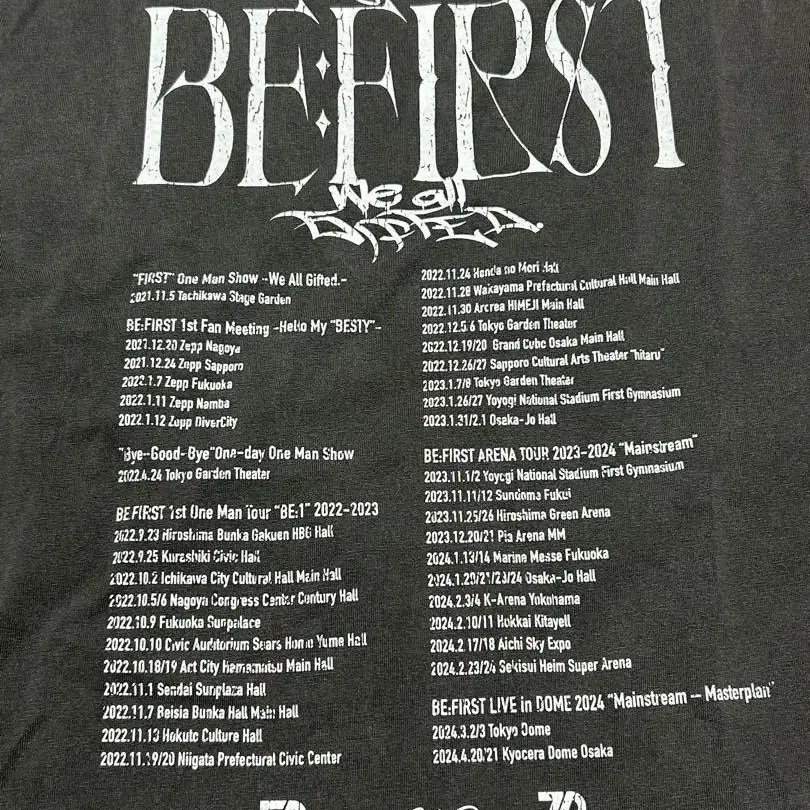 BE:FIRST
We all
GIFTED.
"FIRST" One Man Show -We All Gifted.-
2021.11.5 Tachikawa Stage Garden
BE:FIRST 1st Fan Meeting -Hello My "BESTY"-
2021.12.20 Zepp Nagoya
2021.12.24 Zepp Sapporo
2022.1.7 Zepp Fukuoka
2022.1.11 Zepp Namba
2022.1.12 Zepp DiverCity
"Bye-Good-Bye"One-day One Man Show
2022.4.24 Tokyo Garden Theater
BE:FIRST 1st One Man Tour "BE:1" 2022-2023
2022.9.23 Hiroshima Bunka Gakuen HBG Hall
2022.9.25 Kurashiki Civic Hall
2022.10.2 Ichikawa City Cultural Hall Main Hall
2022.10.5/6 Nagoya Congress Center Century Hall
2022.10.9 Fukuoka Sunpalace
2022.10.10 Civic Auditorium Sears Home Yume Hall
2022.10.18/19 Act City Hamamatsu Main Hall
2022.11.1 Sendai Sunplaza Hall
2022.11.7 Beisia Bunka Hall Main Hall
2022.11.13 Hokuto Culture Hall
2022.11.19/20 Niigata Prefectural Civic Center
2022.11.24 Honda no Mori Hall
2022.11.28 Wakayama Prefectural Cultural Hall Main Hall
2022.11.30 Arcrea HIMEJI Main Hall
2022.12.5/6 Tokyo Garden Theater
2022.12.19/20 Grand Cube Osaka Main Hall
2022.12.26/27 Sapporo Cultural Arts Theater "hitaru"
2023.1.7/8 Tokyo Garden Theater
2023.1.26/27 Yoyogi National Stadium First Gymnasium
2023.1.31/2.1 Osaka-Jo Hall
BE:FIRST ARENA TOUR 2023-2024 "Mainstream"
2023.11.1/2 Yoyogi National Stadium First Gymnasium
2023.11.11/12 Sundome Fukui
2023.11.25/26 Hiroshima Green Arena
2023.12.20/21 Pia Arena MM
2024.1.13/14 Marine Messe Fukuoka
2024.1.20/21/23/24 Osaka-Jo Hall
2024.2.3/4 K-Arena Yokohama
2024.2.10/11 Hokkai Kitayell
2024.2.17/18 Aichi Sky Expo
2024.2.23/24 Sekisui Heim Super Arena
BE:FIRST LIVE in DOME 2024 "Mainstream -- Masterplan"
2024.3.2/3 Tokyo Dome
2024.4.20/21 Kyocera Dome Osaka